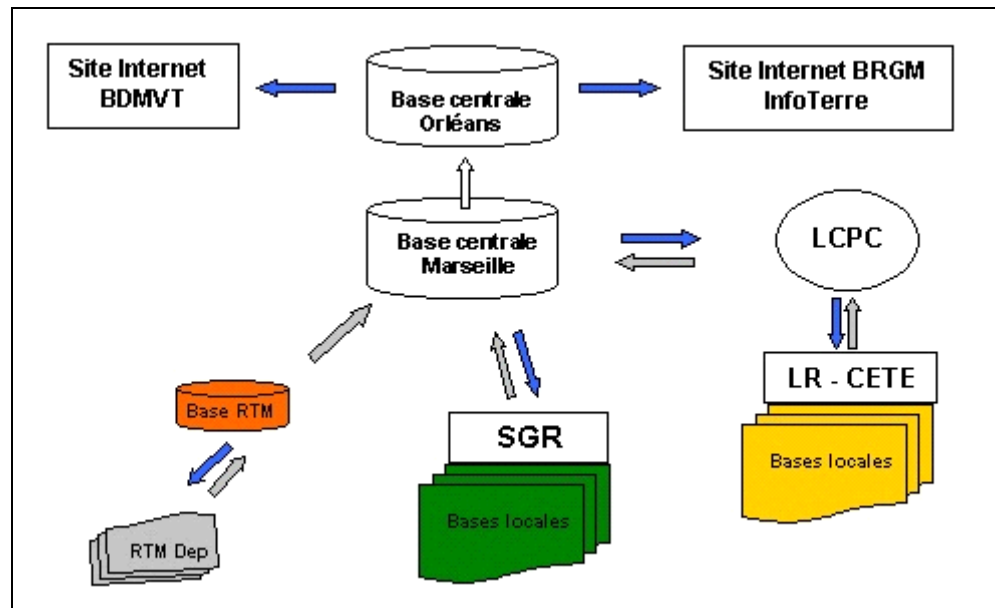 Site Internet
BDMVT
Base centrale
Orléans
Site Internet BRGM
InfoTerre
Base centrale
Marseille
LCPC
Base RTM
SGR
LR - CETE
Bases locales
Bases locales
RTM Dep